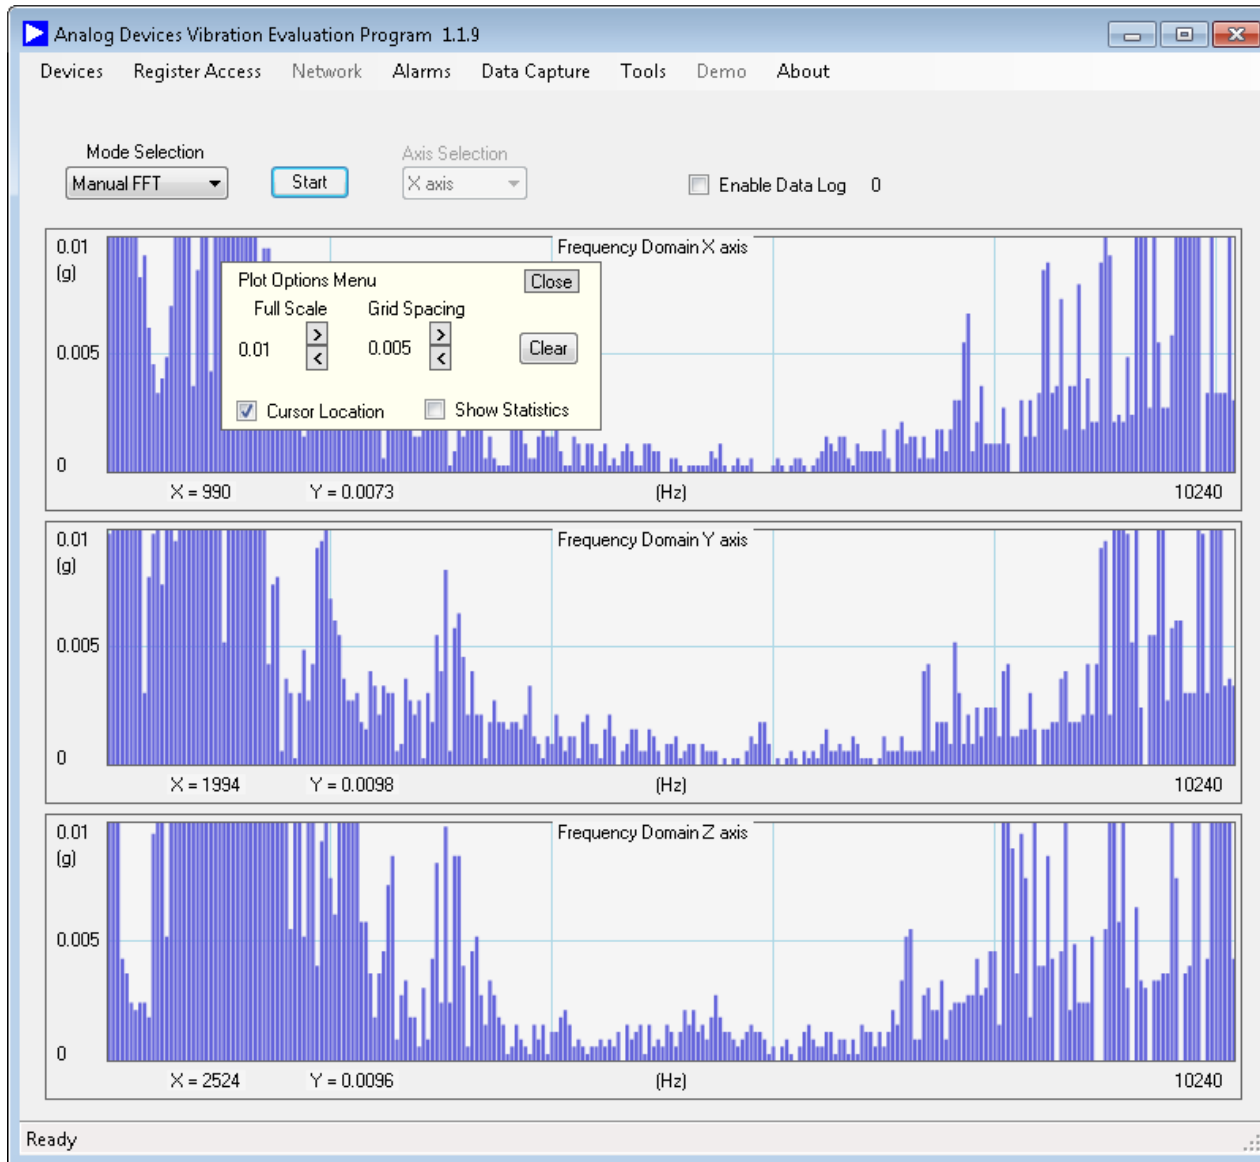 Analog Devices Vibration Evaluation Program 1.1.9
Devices Register Access Network Alarms Data Capture Tools Demo About
Mode Selection Axis Selection
Manual FFT Start X axis Enable Data Log 0
0.01 Frequency Domain X axis
(g)
Plot Options Menu Close
Full Scale Grid Spacing
> >
0.005 0.01 0.005 Clear
< <
Cursor Location Show Statistics
0
X = 990 Y = 0.0073 (Hz) 10240
0.01 Frequency Domain Y axis
(g)
0.005
0
X = 1994 Y = 0.0098 (Hz) 10240
0.01 Frequency Domain Z axis
(g)
0.005
0
X = 2524 Y = 0.0096 (Hz) 10240
Ready